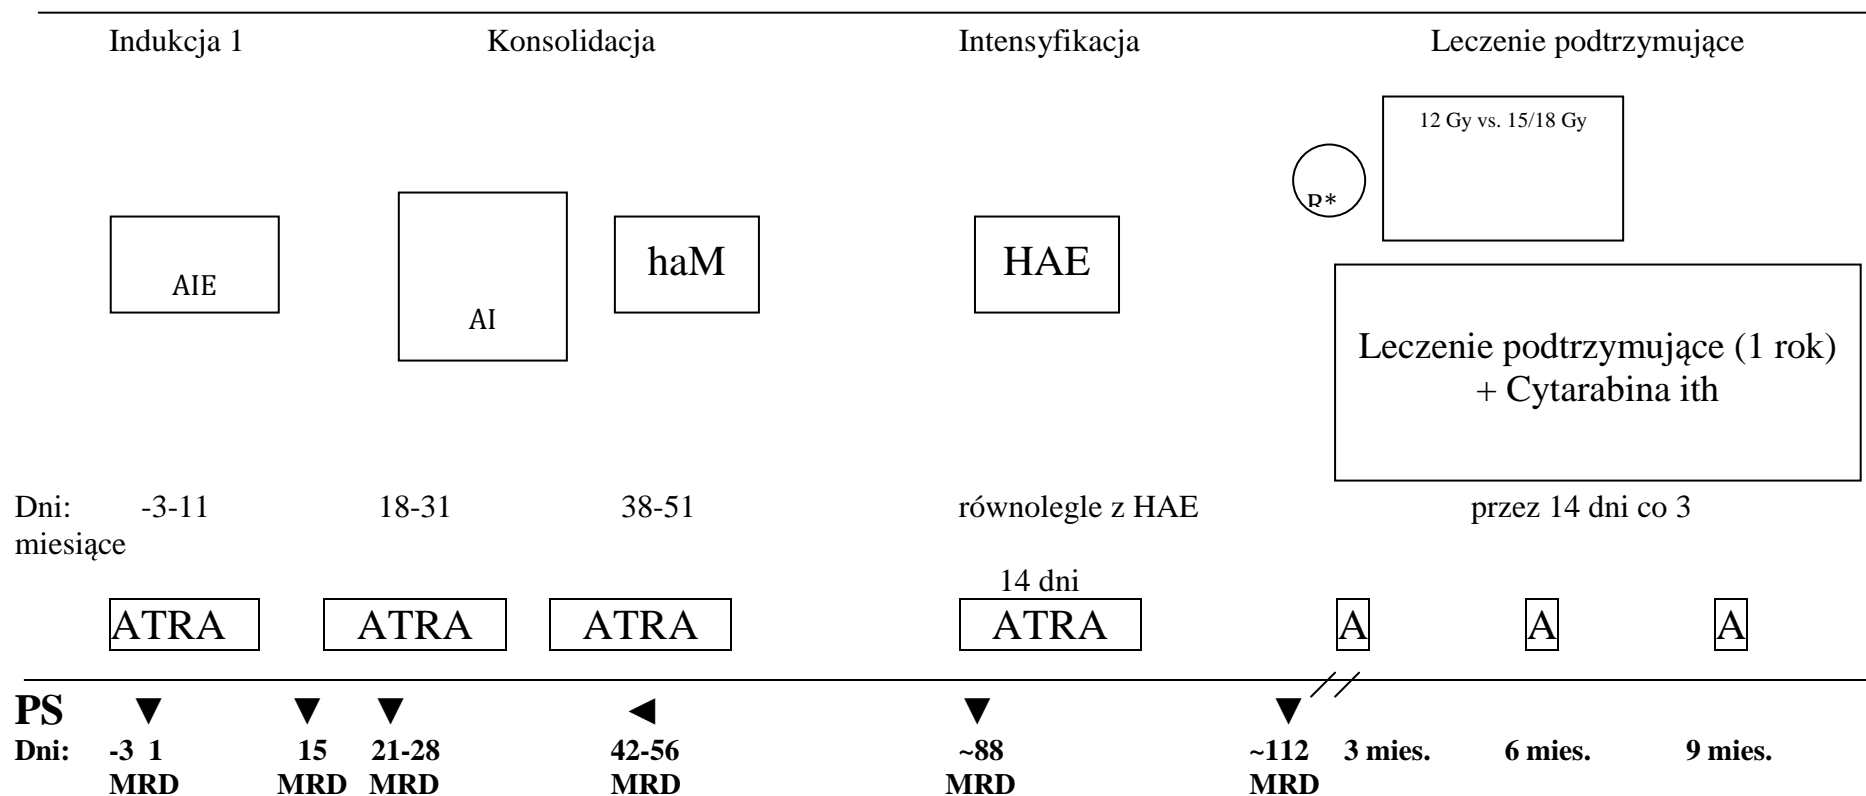 Indukcja 1 Konsolidacja Intensyfikacja Leczenie podtrzymujące
12 Gy vs. 15/18 Gy
R*
AIE AI haM HAE
Leczenie podtrzymujące (1 rok)
+ Cytarabina ith
Dni: -3-11 18-31 38-51 równolegle z HAE przez 14 dni co 3
miesiące
14 dni
ATRA ATRA ATRA ATRA A A A
PS
Dni: -3 1 15 21-28 42-56 ~88 ~112 3 mies. 6 mies. 9 mies.
MRD MRD MRD MRD MRD MRD